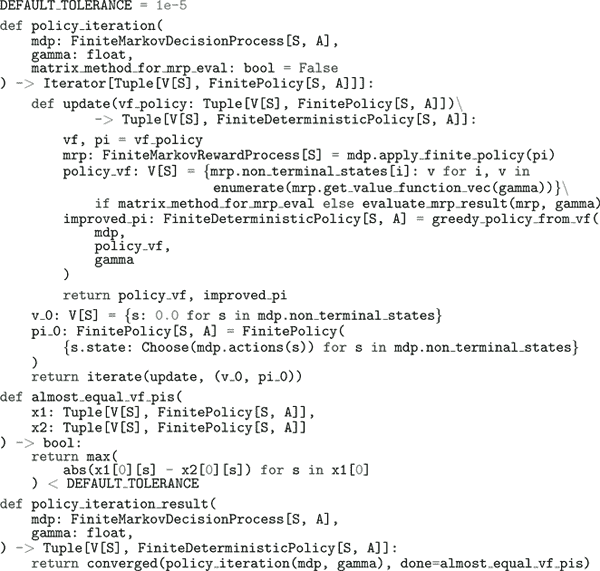 DEFAULT_TOLERANCE = 1e-5
def policy_iteration(
    mdp: FiniteMarkovDecisionProcess[S, A],
    gamma: float,
    matrix_method_for_mrp_eval: bool = False
) -> Iterator[Tuple[V[S], FinitePolicy[S, A]]]:
    def update(vf_policy: Tuple[V[S], FinitePolicy[S, A]])\
            -> Tuple[V[S], FiniteDeterministicPolicy[S, A]]:
        vf, pi = vf_policy
        mrp: FiniteMarkovRewardProcess[S] = mdp.apply_finite_policy(pi)
        policy_vf: V[S] = {mrp.non_terminal_states[i]: v for i, v in
                           enumerate(mrp.get_value_function_vec(gamma))}\
            if matrix_method_for_mrp_eval else evaluate_mrp_result(mrp, gamma)
        improved_pi: FiniteDeterministicPolicy[S, A] = greedy_policy_from_vf(
            mdp,
            policy_vf,
            gamma
        )
        return policy_vf, improved_pi
    v_0: V[S] = {s: 0.0 for s in mdp.non_terminal_states}
    pi_0: FinitePolicy[S, A] = FinitePolicy(
        {s.state: Choose(mdp.actions(s)) for s in mdp.non_terminal_states}
    )
    return iterate(update, (v_0, pi_0))
def almost_equal_vf_pis(
    x1: Tuple[V[S], FinitePolicy[S, A]],
    x2: Tuple[V[S], FinitePolicy[S, A]]
) -> bool:
    return max(
        abs(x1[0][s] - x2[0][s]) for s in x1[0]
    ) < DEFAULT_TOLERANCE
def policy_iteration_result(
    mdp: FiniteMarkovDecisionProcess[S, A],
    gamma: float,
) -> Tuple[V[S], FiniteDeterministicPolicy[S, A]]:
    return converged(policy_iteration(mdp, gamma), done=almost_equal_vf_pis)